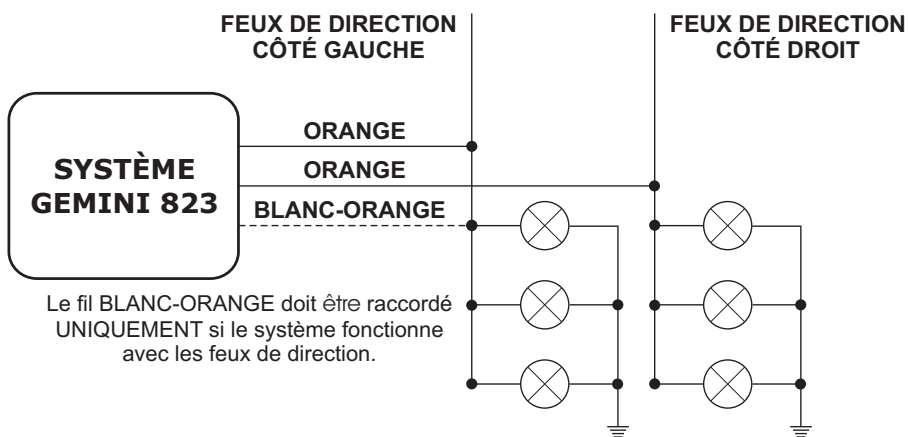 FEUX DE DIRECTION
CÔTÉ GAUCHE
FEUX DE DIRECTION
CÔTÉ DROIT
ORANGE
SYSTÈME
GEMINI 823
ORANGE
BLANC-ORANGE
Le fil BLANC-ORANGE doit être raccordé
UNIQUEMENT si le système fonctionne
avec les feux de direction.